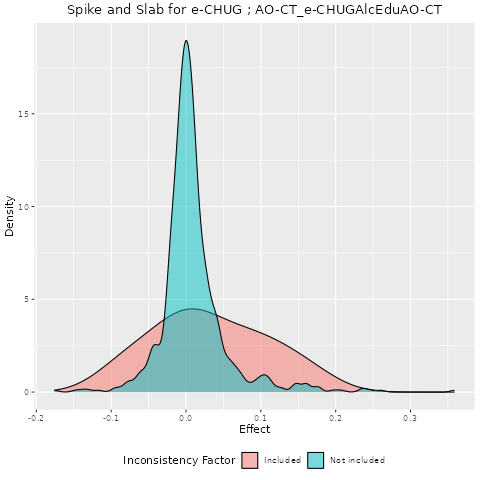 Spike and Slab for e-CHUG ; AO-CT_e-CHUGAlcEduAO-CT
Density
15
10
5
0
-0.2 -0.1 0.0 0.1 0.2 0.3
Effect
Inconsistency Factor Included Not included